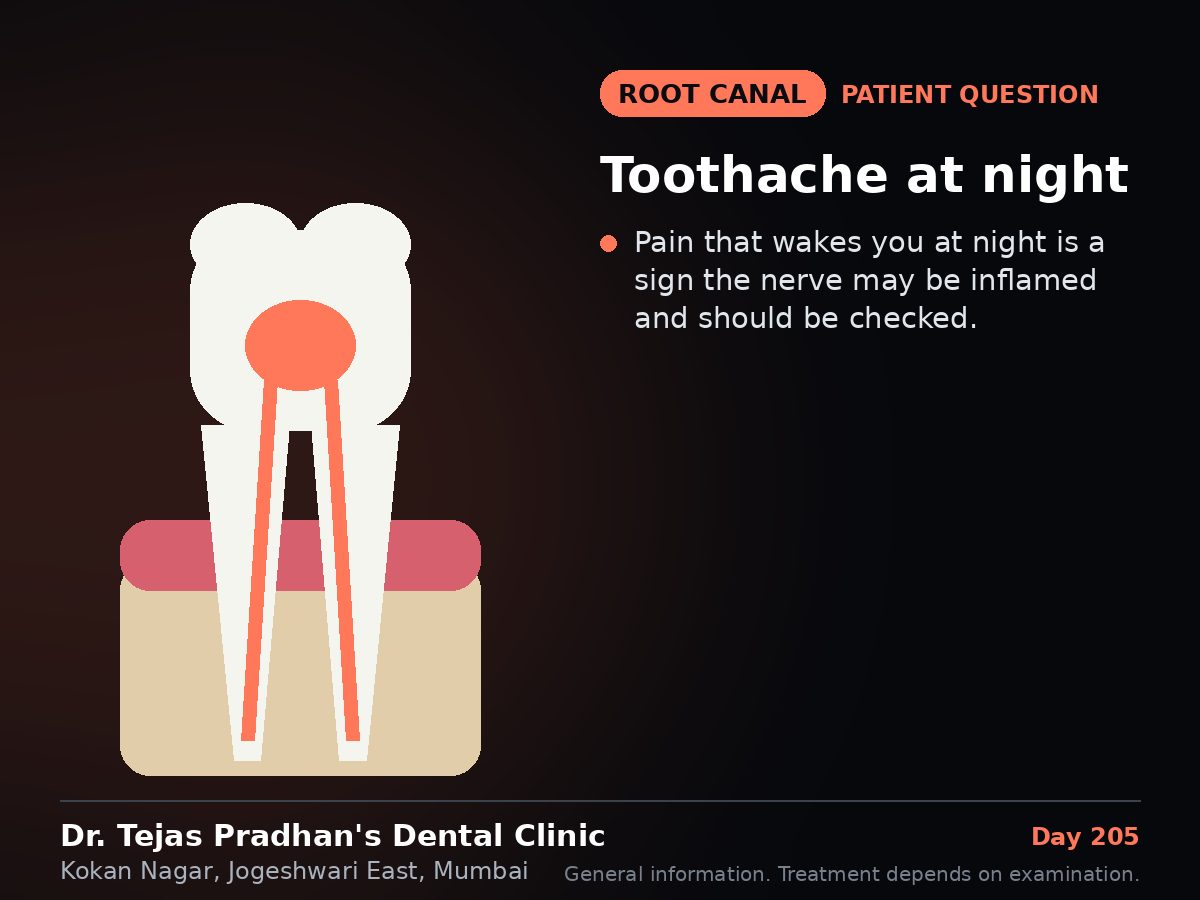 ROOT CANAL PATIENT QUESTION
Toothache at night
Pain that wakes you at night is a
sign the nerve may be inflamed
and should be checked.
Dr. Tejas Pradhan's Dental Clinic
Day 205
Kokan Nagar, Jogeshwari East, Mumbai
General information. Treatment depends on examination.